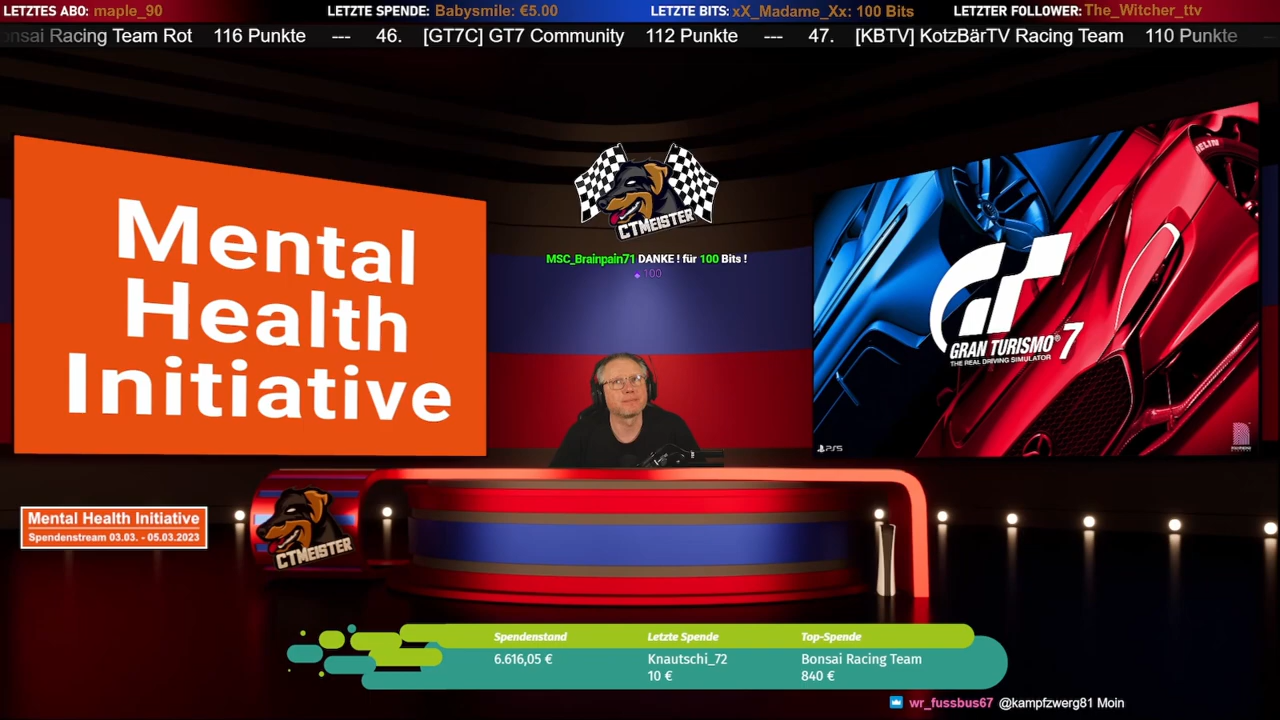 LETZTES ABO: maple_90
LETZTE SPENDE: Babysmile: €5.00
LETZTE BITS: xX_Madame_Xx: 100 Bits
LETZTER FOLLOWER: The_Witcher_ttv
nsai Racing Team Rot 116 Punkte --- 46. [GT7C] GT7 Community 112 Punkte --- 47. [KBTV] KotzBärTV Racing Team 110 Punkte
Mental
Health
Initiative
CTMEISTER
MSC_Brainpain71 DANKE ! für 100 Bits !
100
GRAN TURISMO® 7
THE REAL DRIVING SIMULATOR
PS5
Mental Health Initiative
Spendenstream 03.03. - 05.03.2023
CTMEISTER
Spendenstand Letzte Spende Top-Spende
6.616,05 € Knautschi_72 Bonsai Racing Team
10 € 840 €
wr_fussbus67 @kampfzwerg81 Moin